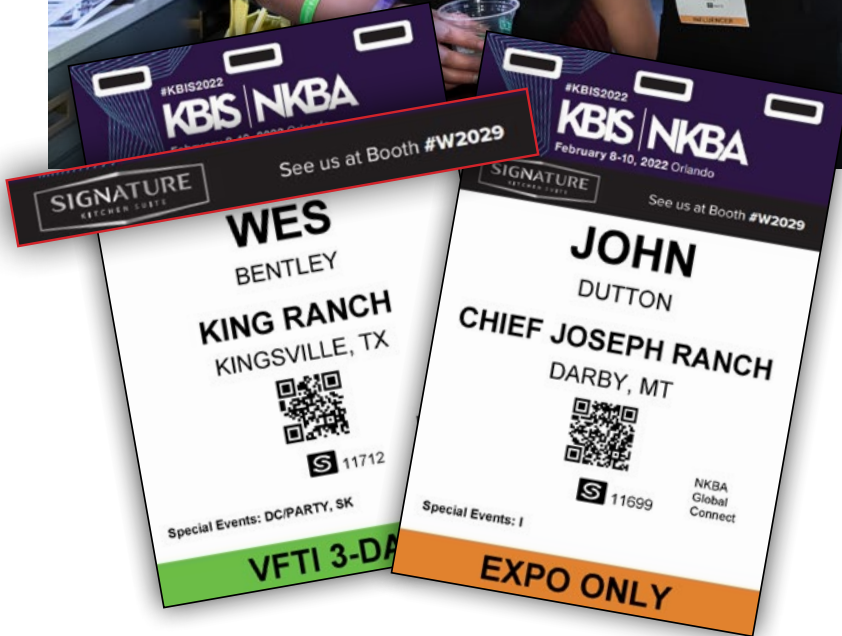 INFLUENCER
#KBIS2022
KBIS | NKBA
SIGNATURE
KITCHEN SUITE
See us at Booth #W2029
WES
BENTLEY
KING RANCH
KINGSVILLE, TX
S 11712
Special Events: DC/PARTY, SK
VFTI 3-DA
#KBIS2022
KBIS | NKBA
February 8-10, 2022 Orlando
SIGNATURE
KITCHEN SUITE
See us at Booth #W2029
JOHN
DUTTON
CHIEF JOSEPH RANCH
DARBY, MT
S 11699
NKBA
Global
Connect
Special Events: I
EXPO ONLY